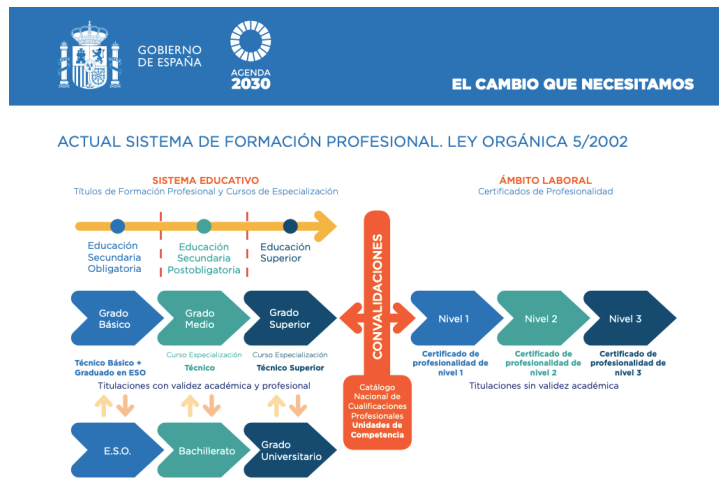 GOBIERNO
DE ESPAÑA
AGENDA
2030
EL CAMBIO QUE NECESITAMOS
ACTUAL SISTEMA DE FORMACIÓN PROFESIONAL. LEY ORGÁNICA 5/2002
SISTEMA EDUCATIVO
Títulos de Formación Profesional y Cursos de Especialización
ÁMBITO LABORAL
Certificados de Profesionalidad
Educación
Secundaria
Obligatoria
Educación
Secundaria
Postobligatoria
Educación
Superior
Grado
Básico
Grado
Medio
Grado
Superior
CONVALIDACIONES
Nivel 1
Nivel 2
Nivel 3
Técnico Básico +
Graduado en ESO
Curso Especialización
Técnico
Curso Especialización
Técnico Superior
Certificado de
profesionalidad de
nivel 1
Certificado de
profesionalidad de
nivel 2
Certificado de
profesionalidad de
nivel 3
Titulaciones con validez académica y profesional
Titulaciones sin validez académica
Catálogo
Nacional de
Cualificaciones
Profesionales
Unidades de
Competencia
E.S.O.
Bachillerato
Grado
Universitario